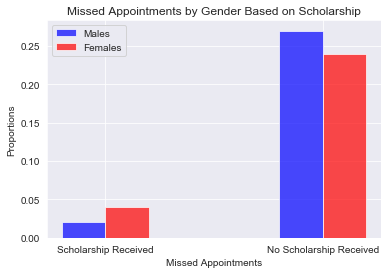 Missed Appointments by Gender Based on Scholarship
Males
Females
0.25
0.20
0.15
0.10
0.05
0.00
Proportions
Scholarship Received
No Scholarship Received
Missed Appointments